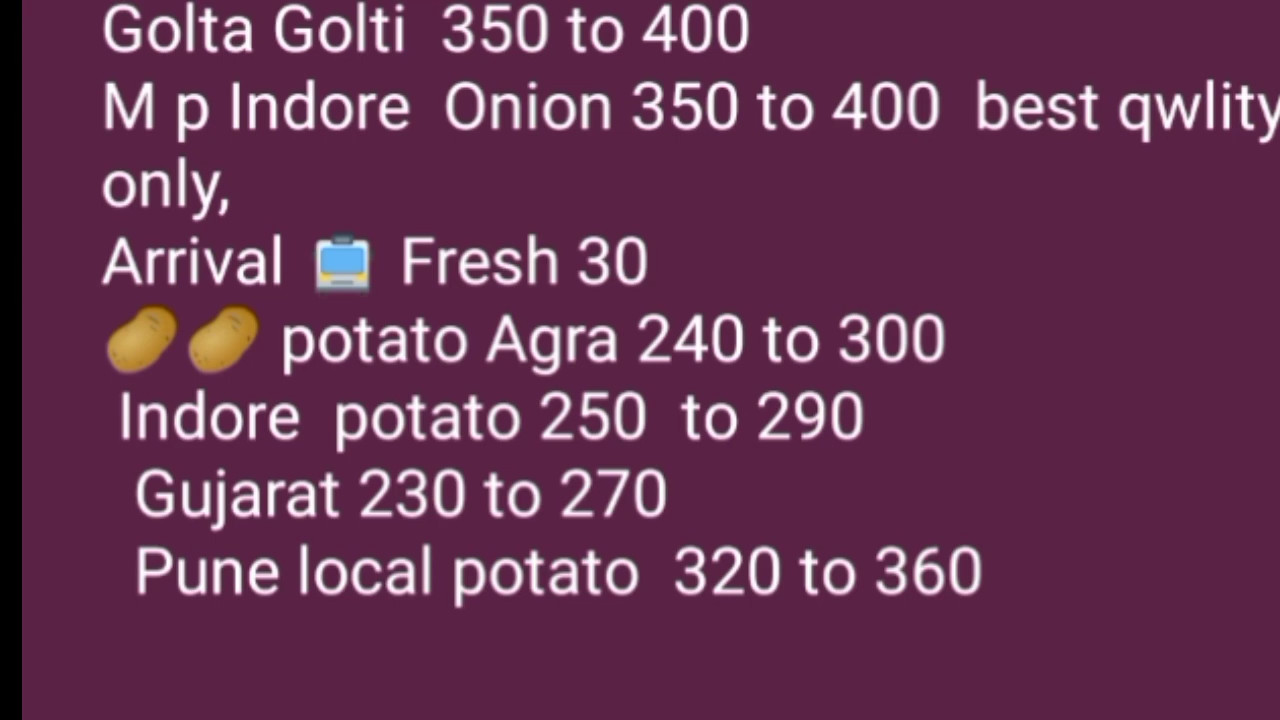 Golta Golti  350 to 400
M p Indore  Onion 350 to 400  best qwlity
only,
Arrival 🚊 Fresh 30
🥔🥔 potato Agra 240 to 300
Indore  potato 250  to 290
Gujarat 230 to 270
Pune local potato  320 to 360